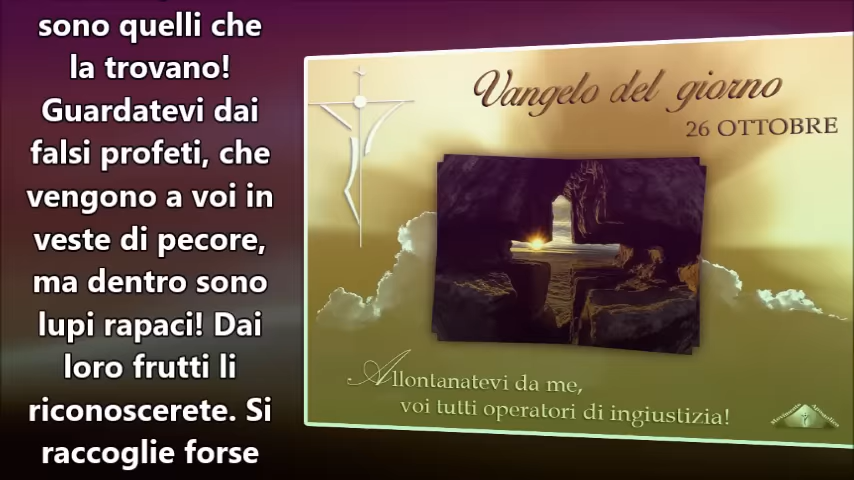 sono quelli che
la trovano!
Guardatevi dai
falsi profeti, che
vengono a voi in
veste di pecore,
ma dentro sono
lupi rapaci! Dai
loro frutti li
riconoscerete. Si
raccoglie forse
Vangelo del giorno
26 OTTOBRE
Allontanatevi da me,
voi tutti operatori di ingiustizia!